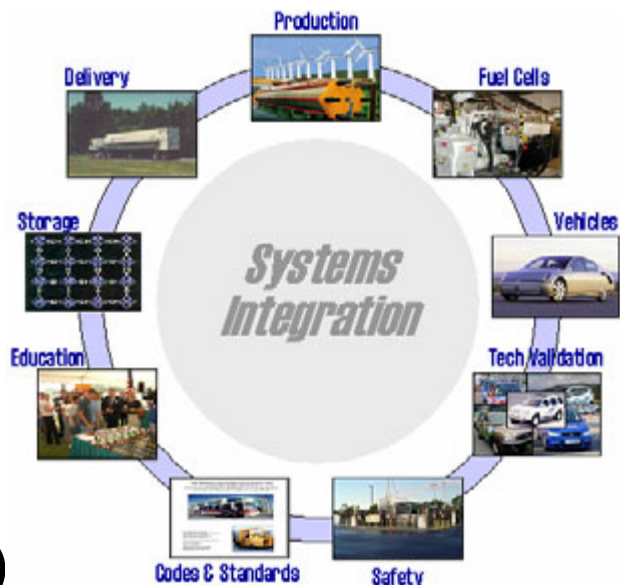 Production
Delivery
Fuel Cells
Storage
Vehicles
Systems
Integration
Education
Tech Validation
Codes & Standards
Safety